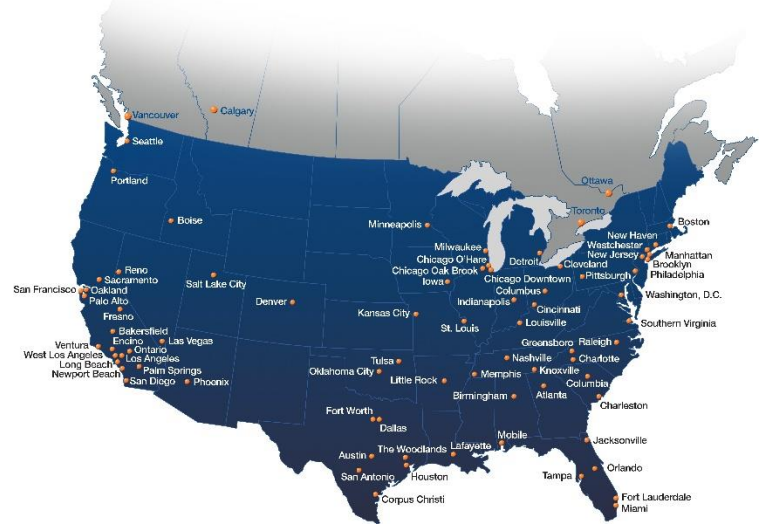 Calgary
Vancouver
Seattle
Portland
Ottawa
Toronto
Boise
Minneapolis
Boston
New Haven
Westchester
New Jersey
Manhattan
Brooklyn
Philadelphia
Milwaukee
Chicago O'Hare
Chicago Oak Brook
Chicago Downtown
Detroit
Cleveland
Pittsburgh
Iowa
Reno
Sacramento
San Francisco
Oakland
Palo Alto
Fresno
Salt Lake City
Denver
Columbus
Indianapolis
Cincinnati
Washington, D.C.
Kansas City
St. Louis
Louisville
Southern Virginia
Bakersfield
Encino
Ventura
Ontario
West Los Angeles
Los Angeles
Long Beach
Palm Springs
Newport Beach
San Diego
Las Vegas
Phoenix
Greensboro
Raleigh
Nashville
Charlotte
Knoxville
Tulsa
Oklahoma City
Little Rock
Memphis
Columbia
Birmingham
Atlanta
Charleston
Fort Worth
Dallas
Mobile
Jacksonville
Austin
The Woodlands
Lafayette
San Antonio
Houston
Orlando
Tampa
Corpus Christi
Fort Lauderdale
Miami